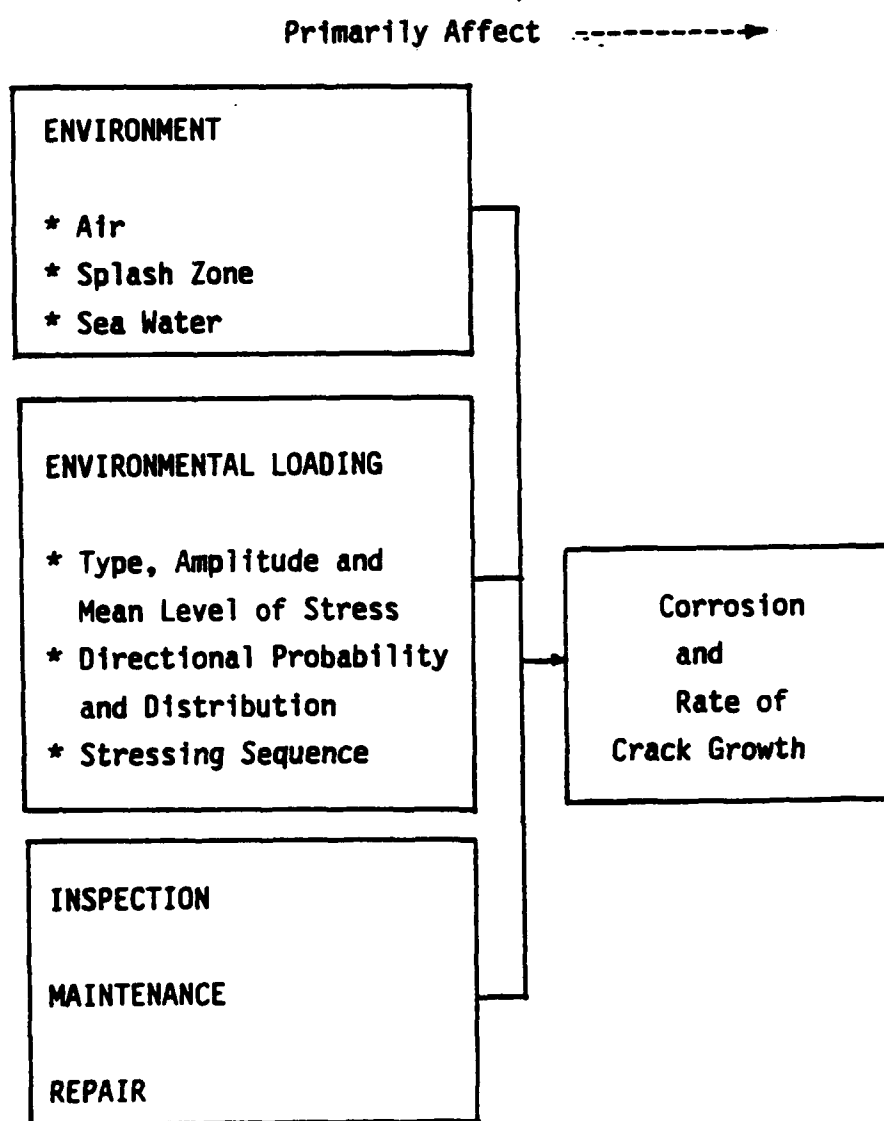 Primarily Affect
ENVIRONMENT
* Air
* Splash Zone
* Sea Water
ENVIRONMENTAL LOADING
* Type, Amplitude and
Mean Level of Stress
* Directional Probability
and Distribution
* Stressing Sequence
Corrosion
and
Rate of
Crack Growth
INSPECTION
MAINTENANCE
REPAIR